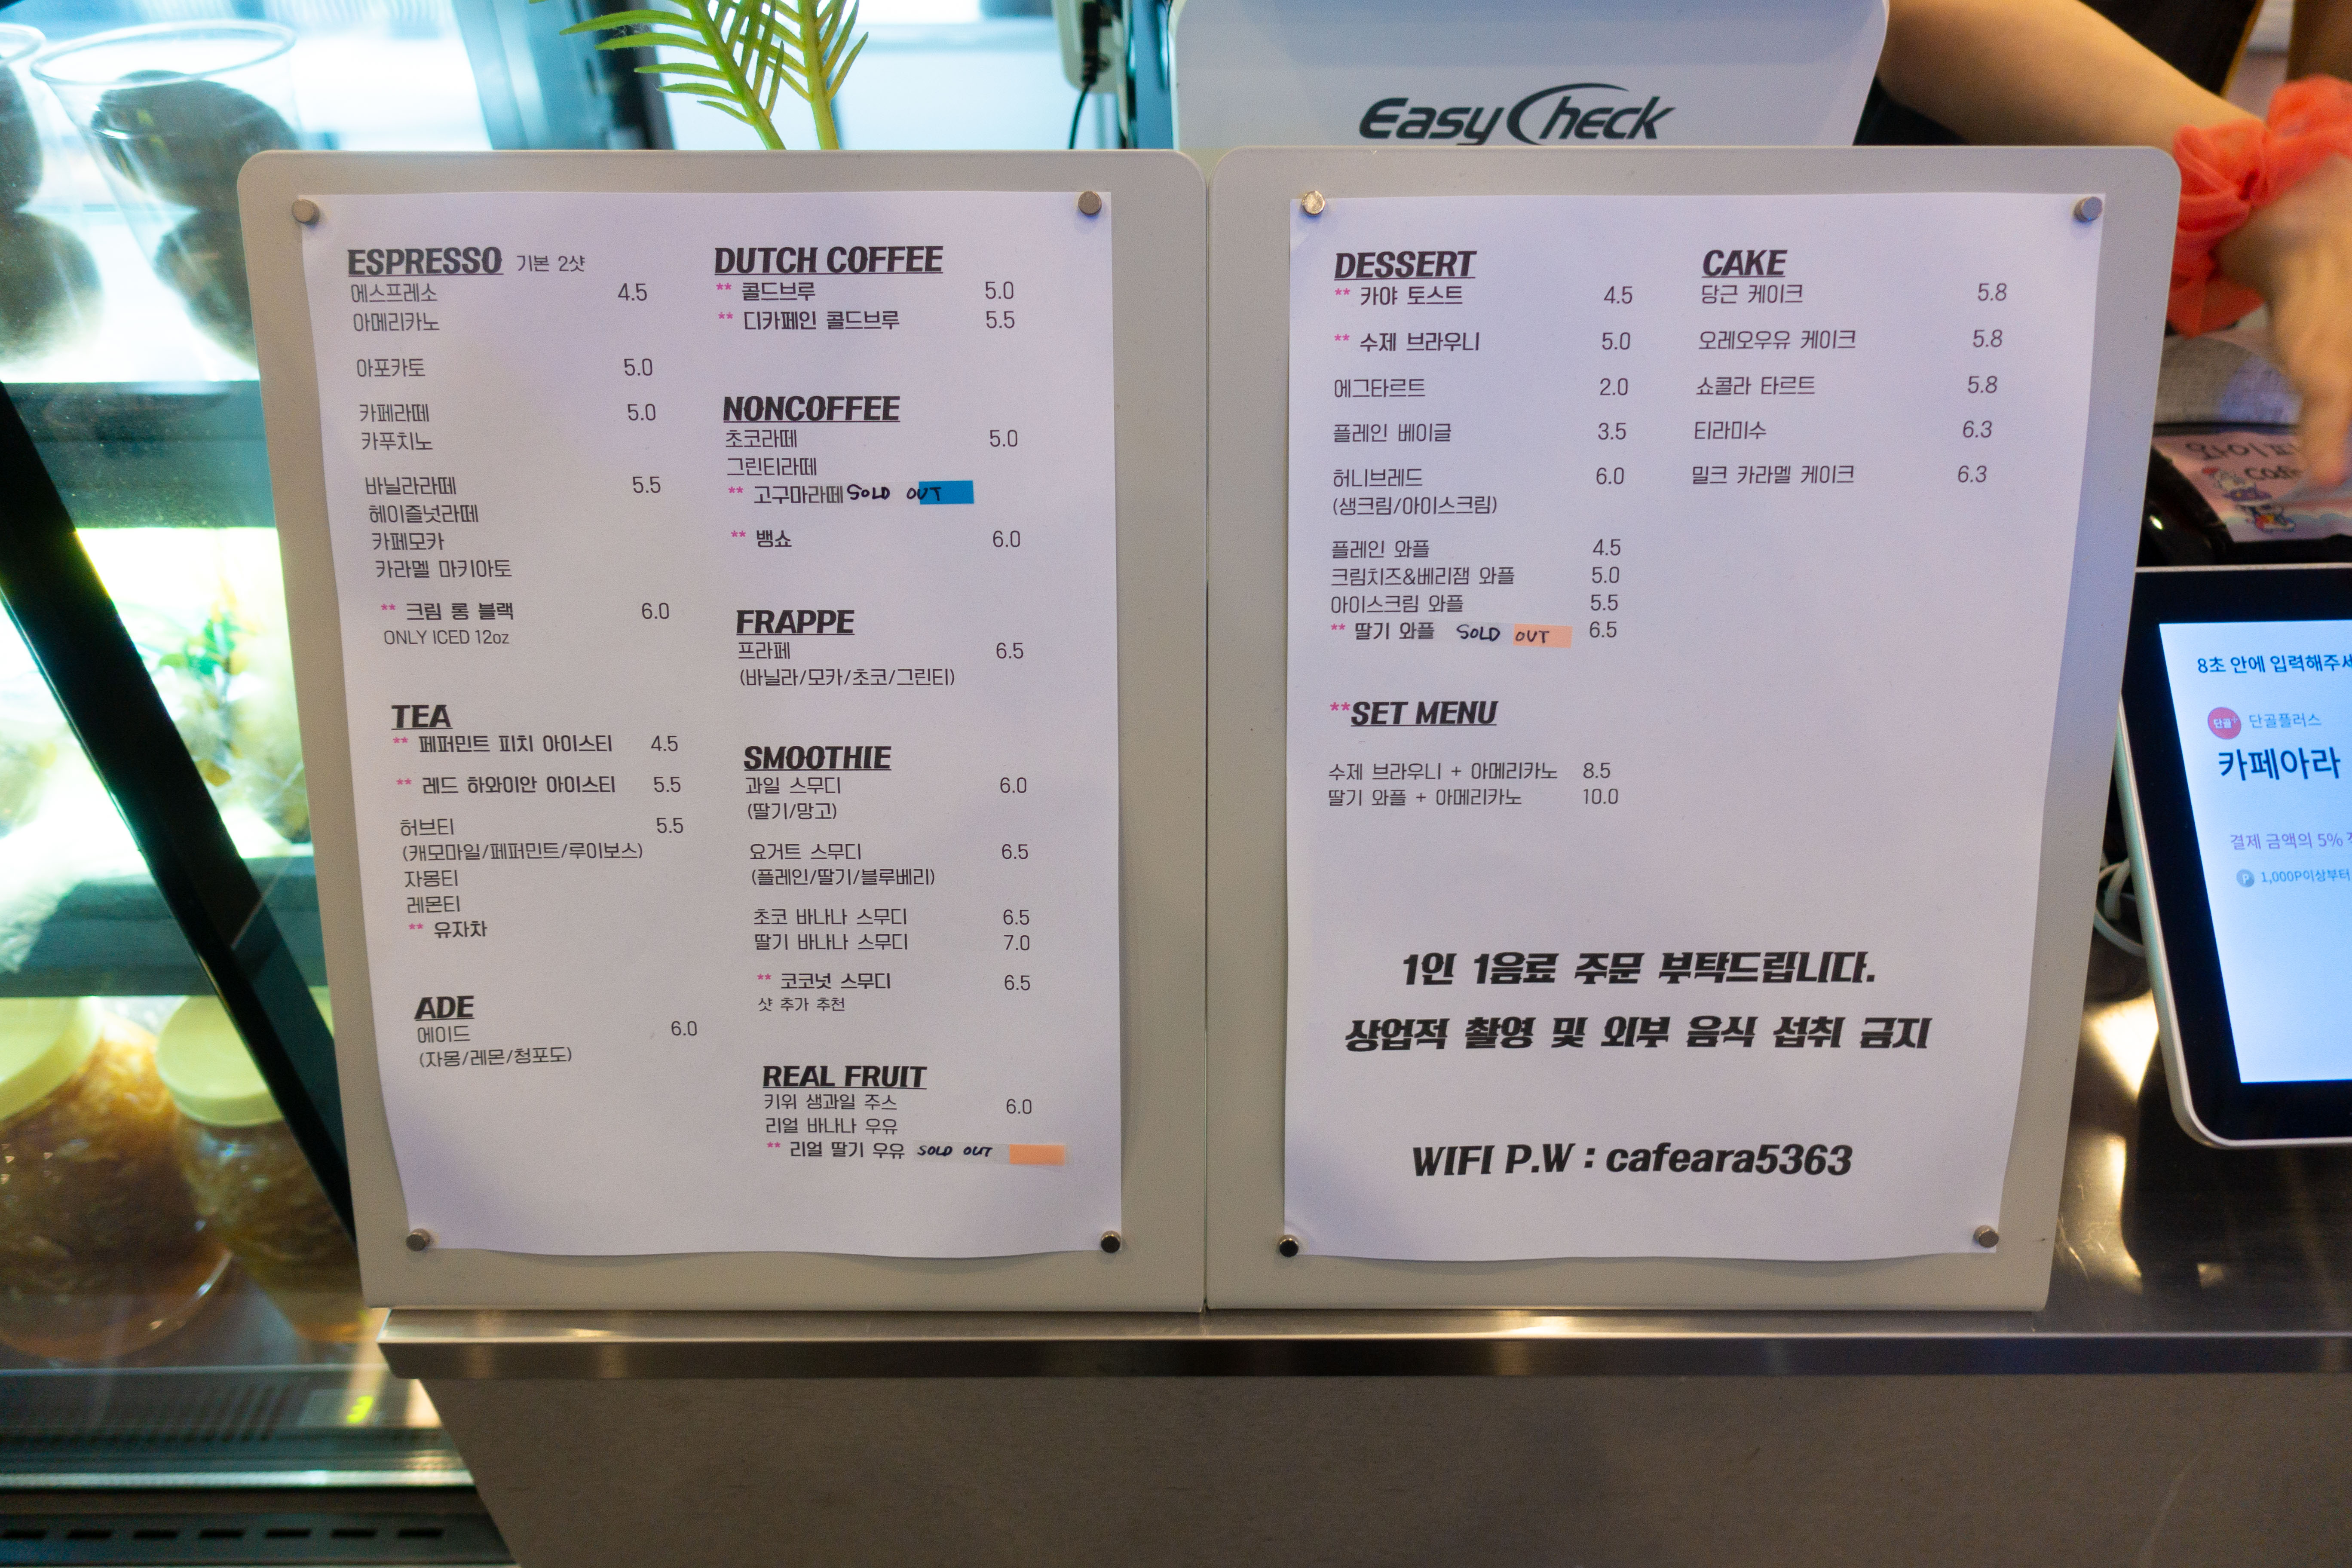 EasyCheck
ESPRESSO 기본 2샷
에스프레소 4.5
아메리카노
아포카토 5.0
카페라떼 5.0
카푸치노
바닐라라떼 5.5
헤이즐넛라떼
카페모카
카라멜 마키아토
** 크림 롱 블랙 6.0
ONLY ICED 12oz
TEA
** 페퍼민트 피치 아이스티 4.5
** 레드 하와이안 아이스티 5.5
허브티 5.5
(캐모마일/페퍼민트/루이보스)
자몽티
레몬티
** 유자차
ADE
에이드 6.0
(자몽/레몬/청포도)
DUTCH COFFEE
** 콜드브루 5.0
** 디카페인 콜드브루 5.5
NONCOFFEE
초코라떼 5.0
그린티라떼
** 고구마라떼 SOLD OUT
** 뱅쇼 6.0
FRAPPE
프라페 6.5
(바닐라/모카/초코/그린티)
SMOOTHIE
과일 스무디 6.0
(딸기/망고)
요거트 스무디 6.5
(플레인/딸기/블루베리)
초코 바나나 스무디 6.5
딸기 바나나 스무디 7.0
** 코코넛 스무디 6.5
샷 추가 추천
REAL FRUIT
키위 생과일 주스 6.0
리얼 바나나 우유
** 리얼 딸기 우유 SOLD OUT
DESSERT
** 카야 토스트 4.5
** 수제 브라우니 5.0
에그타르트 2.0
플레인 베이글 3.5
허니브레드 6.0
(생크림/아이스크림)
플레인 와플 4.5
크림치즈&베리잼 와플 5.0
아이스크림 와플 5.5
** 딸기 와플 SOLD OUT 6.5
**SET MENU
수제 브라우니 + 아메리카노 8.5
딸기 와플 + 아메리카노 10.0
CAKE
당근 케이크 5.8
오레오우유 케이크 5.8
쇼콜라 타르트 5.8
티라미수 6.3
밀크 카라멜 케이크 6.3
1인 1음료 주문 부탁드립니다.
상업적 촬영 및 외부 음식 섭취 금지
WIFI P.W : cafeara5363
8초 안에 입력해주세
단골+ 단골플러스
카페아라
결제 금액의 5%
P 1,000P이상부터